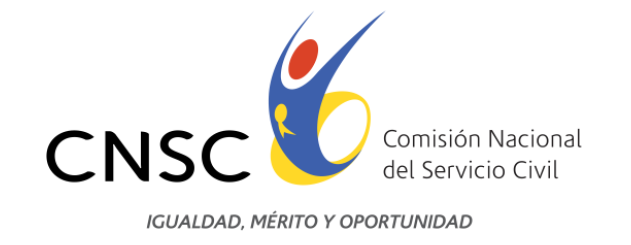 CNSC
Comisión Nacional
del Servicio Civil
IGUALDAD, MÉRITO Y OPORTUNIDAD